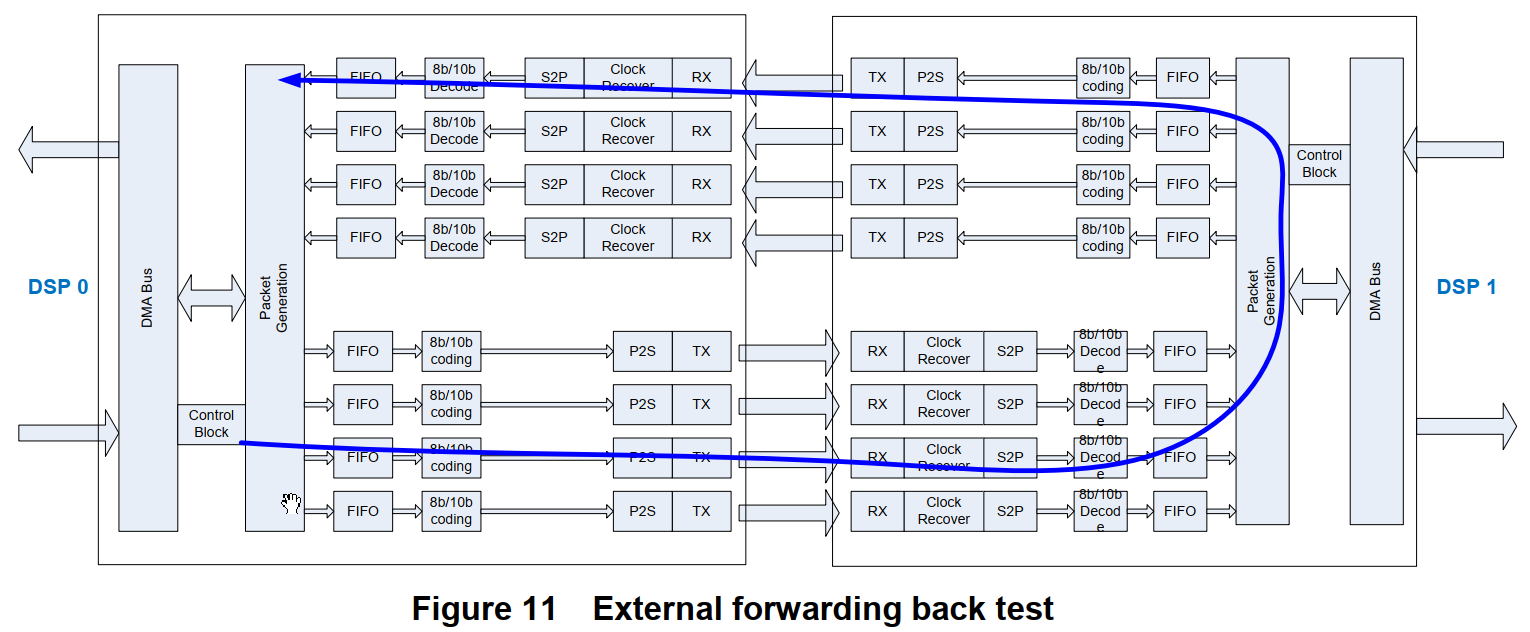 FIFO
8b/10b
Decode
S2P
Clock
Recover
RX
TX
P2S
8b/10b
coding
FIFO
FIFO
8b/10b
Decode
S2P
Clock
Recover
RX
TX
P2S
8b/10b
coding
FIFO
Control
Block
FIFO
8b/10b
Decode
S2P
Clock
Recover
RX
TX
P2S
8b/10b
coding
FIFO
FIFO
8b/10b
Decode
S2P
Clock
Recover
RX
TX
P2S
8b/10b
coding
FIFO
DSP 0
DMA Bus
Packet
Generation
Packet
Generation
DMA Bus
DSP 1
FIFO
8b/10b
coding
P2S
TX
RX
Clock
Recover
S2P
8b/10b
Decod
e
FIFO
FIFO
8b/10b
coding
P2S
TX
RX
Clock
Recover
S2P
8b/10b
Decod
e
FIFO
Control
Block
FIFO
8b/10b
coding
P2S
TX
RX
Clock
Recover
S2P
8b/10b
Decod
e
FIFO
FIFO
8b/10b
coding
P2S
TX
RX
Clock
Recover
S2P
8b/10b
Decod
e
FIFO
Figure 11 External forwarding back test